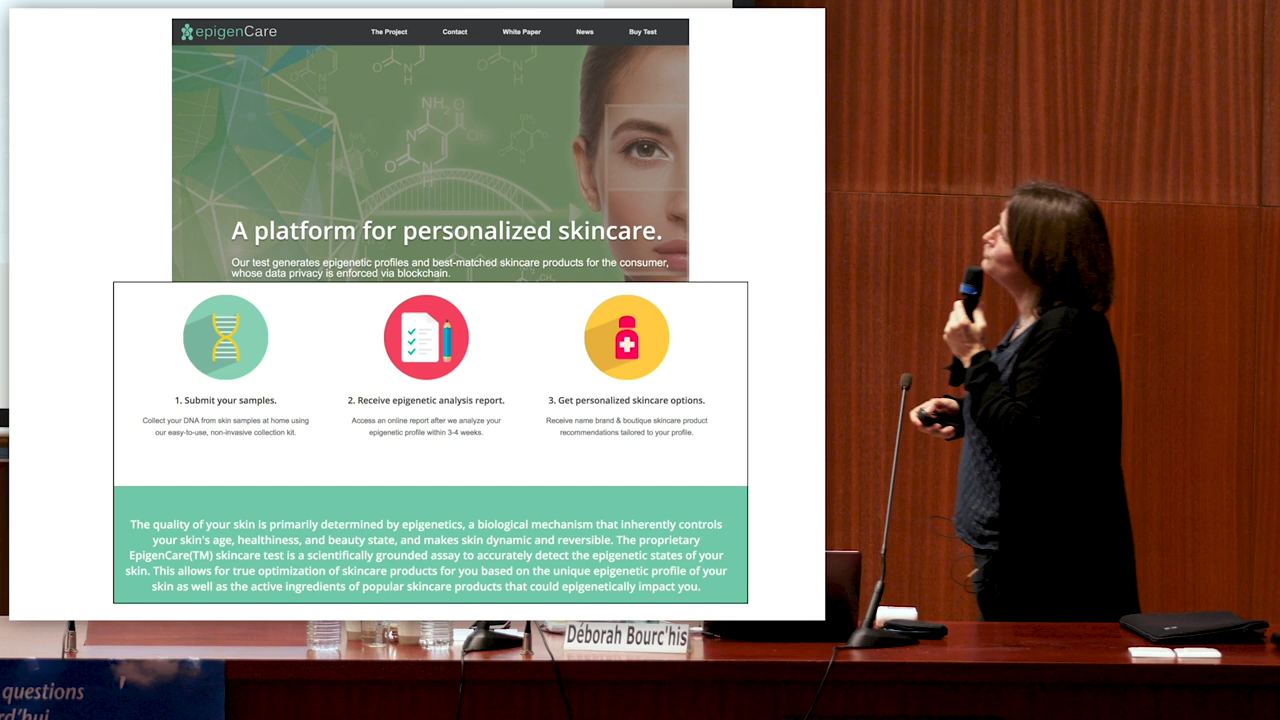 epigenCare
The Project Contact White Paper News Buy Test
A platform for personalized skincare.
Our test generates epigenetic profiles and best-matched skincare products for the consumer,
whose data privacy is enforced via blockchain.
1. Submit your samples.
Collect your DNA from skin samples at home using
our easy-to-use, non-invasive collection kit.
2. Receive epigenetic analysis report.
Access an online report after we analyze your
epigenetic profile within 3-4 weeks.
3. Get personalized skincare options.
Receive name brand & boutique skincare product
recommendations tailored to your profile.
The quality of your skin is primarily determined by epigenetics, a biological mechanism that inherently controls
your skin's age, healthiness, and beauty state, and makes skin dynamic and reversible. The proprietary
EpigenCare(TM) skincare test is a scientifically grounded assay to accurately detect the epigenetic states of your
skin. This allows for true optimization of skincare products for you based on the unique epigenetic profile of your
skin as well as the active ingredients of popular skincare products that could epigenetically impact you.
Déborah Bourc'his
questions
rd'hui